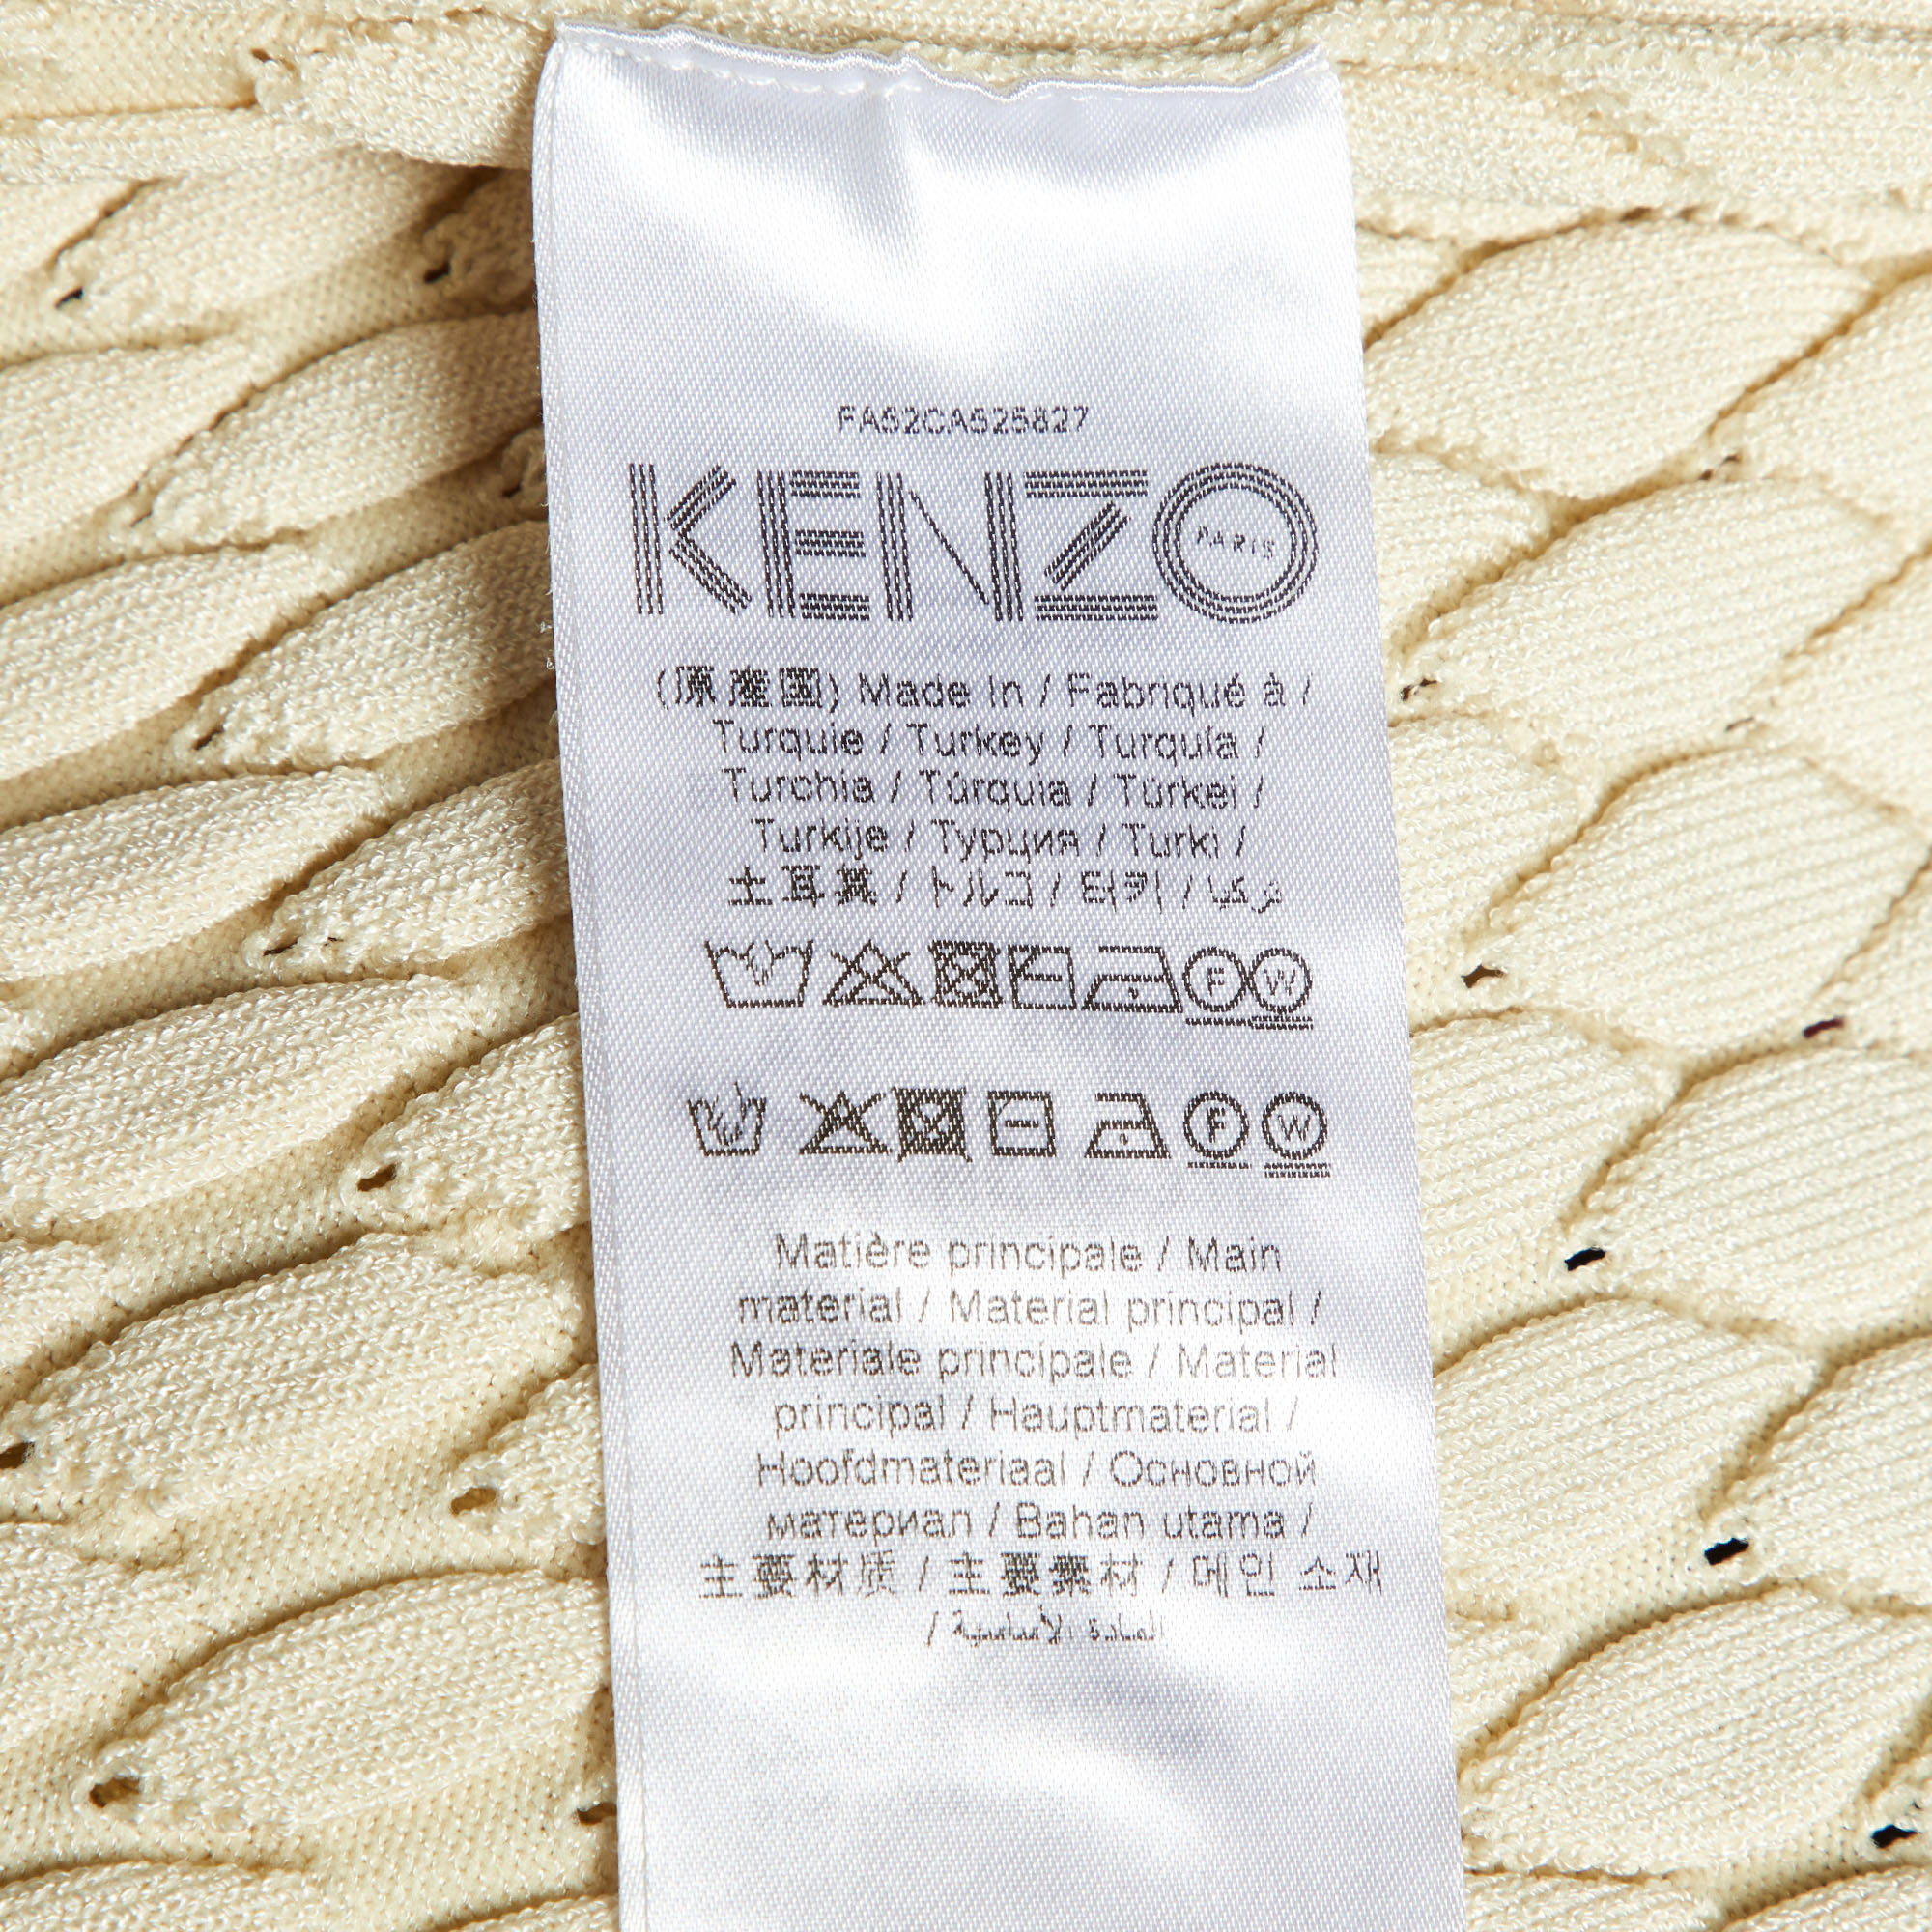 FA52CA525827
KENZO
PARIS
(原産国) Made In / Fabriqué à /
Turquie / Turkey / Turquía /
Turchia / Túrquia / Türkei /
Turkije / Турция / Turki /
土耳其 / トルコ / 터키 / تركيا
F W
F W
Matière principale / Main
material / Material principal /
Materiale principale / Material
principal / Hauptmaterial /
Hoofdmateriaal / Основной
материал / Bahan utama /
主要材质 / 主要素材 / 메인 소재
/ المادة الأساسية